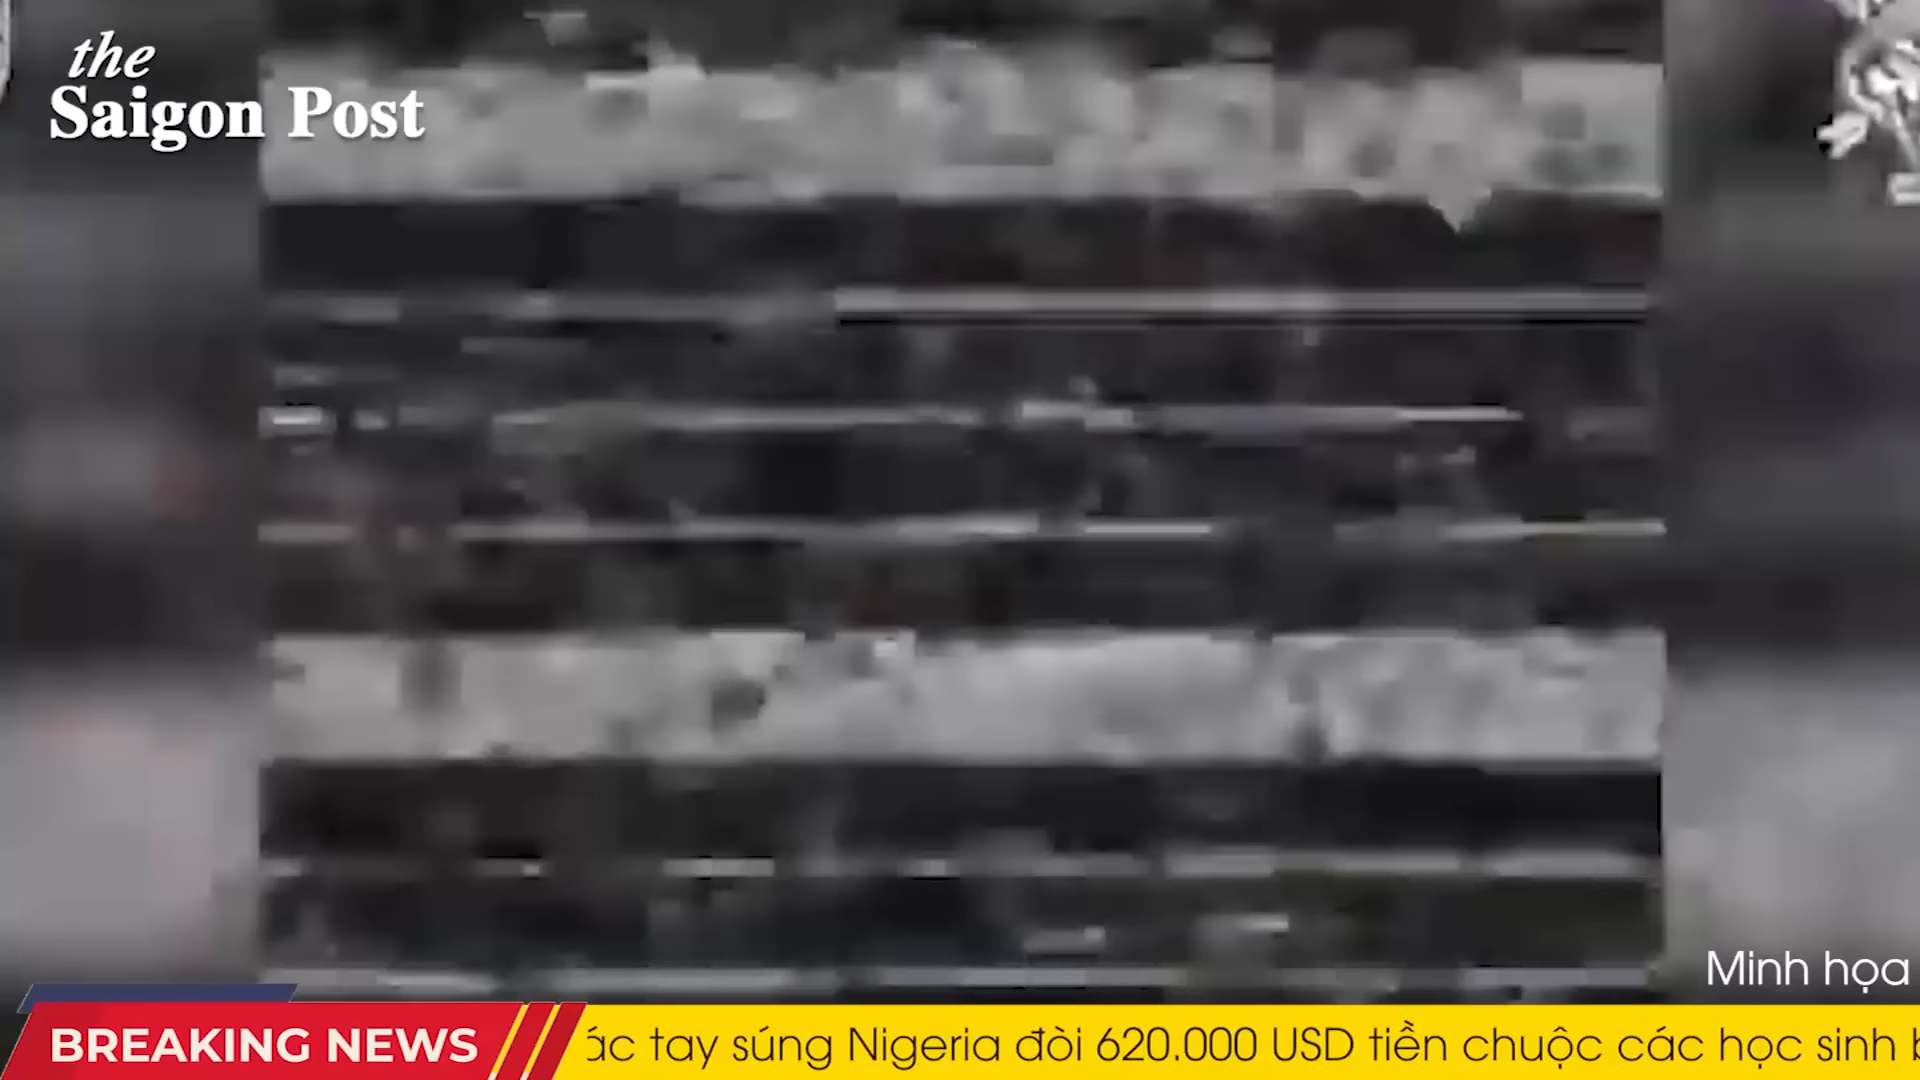 the
Saigon Post
Minh họa
BREAKING NEWS
ác tay súng Nigeria đòi 620.000 USD tiền chuộc các học sinh